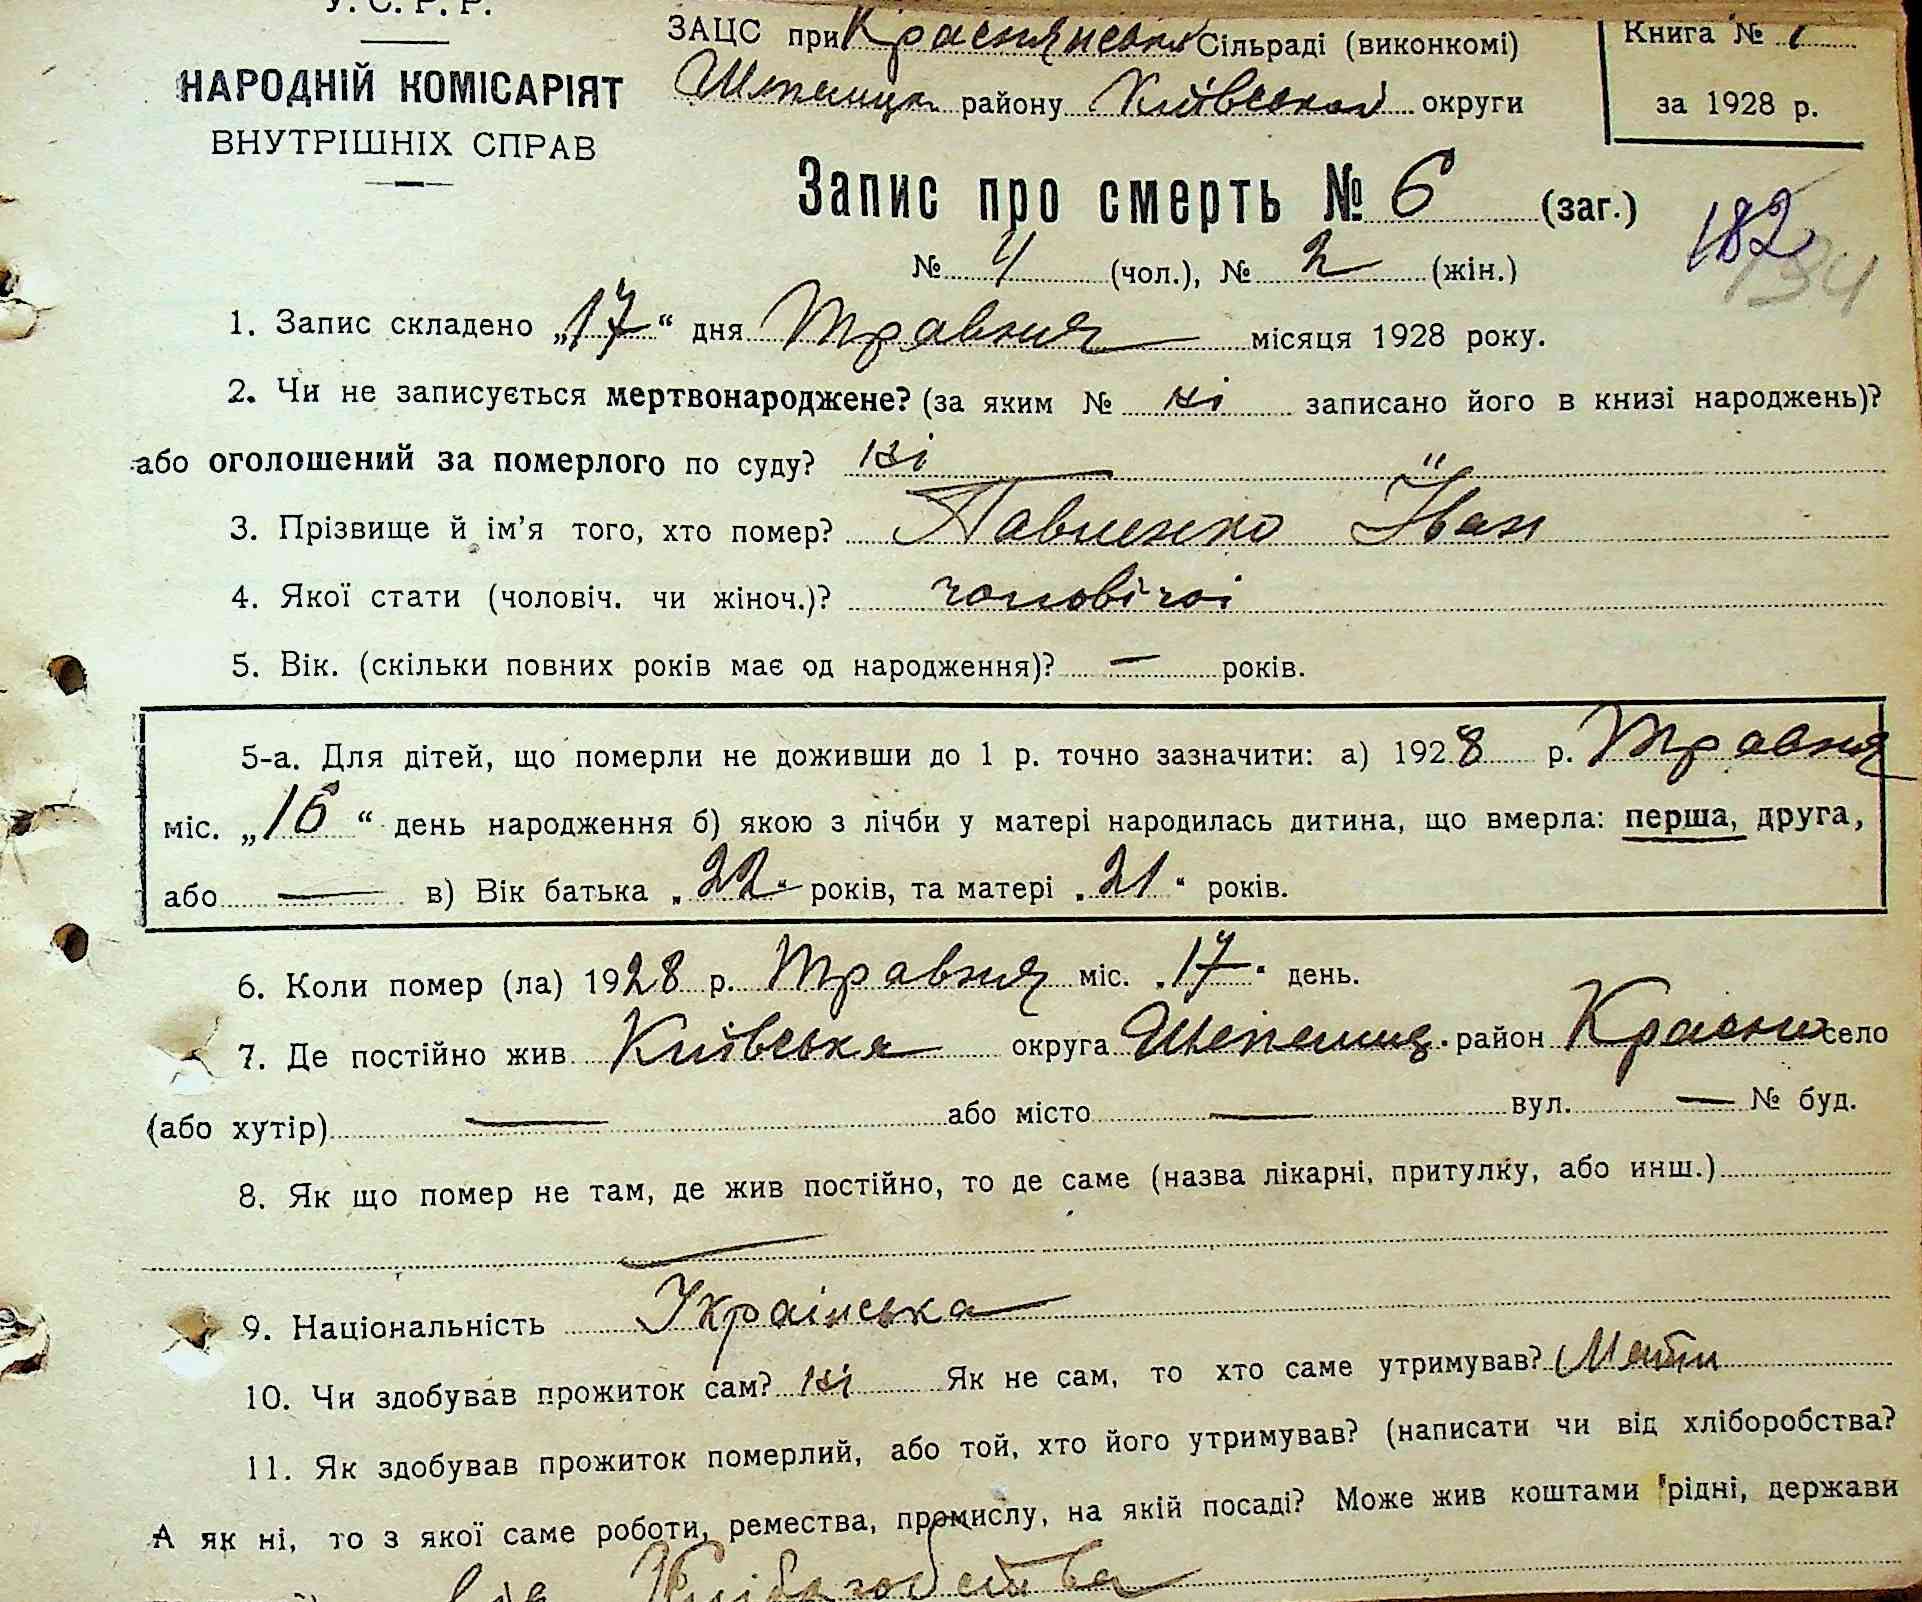 У. С. Р. Р.
НАРОДНІЙ КОМІСАРІЯТ
ВНУТРІШНІХ СПРАВ
ЗАЦС при Краснянськ Сільраді (виконкомі)
Шепелицк району Київської округи
Книга № 1
за 1928 р.
Запис про смерть № 6 (заг.)
182
134
№ 4 (чол.), № 2 (жін.)
1. Запис складено „17“ дня Травня місяця 1928 року.
2. Чи не записується мертвонароджене? (за яким № ні записано його в книзі народжень)?
або оголошений за померлого по суду? ні
3. Прізвище й ім’я того, хто помер? Павленко Іван
4. Якої стати (чоловіч. чи жіноч.)? чоловічоі
5. Вік. (скільки повних років має од народження)? — років.
5-а. Для дітей, що померли не доживши до 1 р. точно зазначити: а) 1928 р. Травня
міс. „16“ день народження б) якою з лічби у матері народилась дитина, що вмерла: перша, друга,
або — в) Вік батька „22“ років, та матері „21“ років.
6. Коли помер (ла) 1928 р. Травня міс. „17“ день.
7. Де постійно жив Київська округа Шепелиц. район Красно село
(або хутір) — або місто — вул. — № буд.
8. Як що помер не там, де жив постійно, то де саме (назва лікарні, притулку, або инш.)
—
9. Національність Украінська
10. Чи здобував прожиток сам? ні Як не сам, то хто саме утримував? Мати
11. Як здобував прожиток померлий, або той, хто його утримував? (написати чи від хліборобства?
А як ні, то з якої саме роботи, ремества, промислу, на якій посаді? Може жив коштами рідні, держави
від Хліборобства